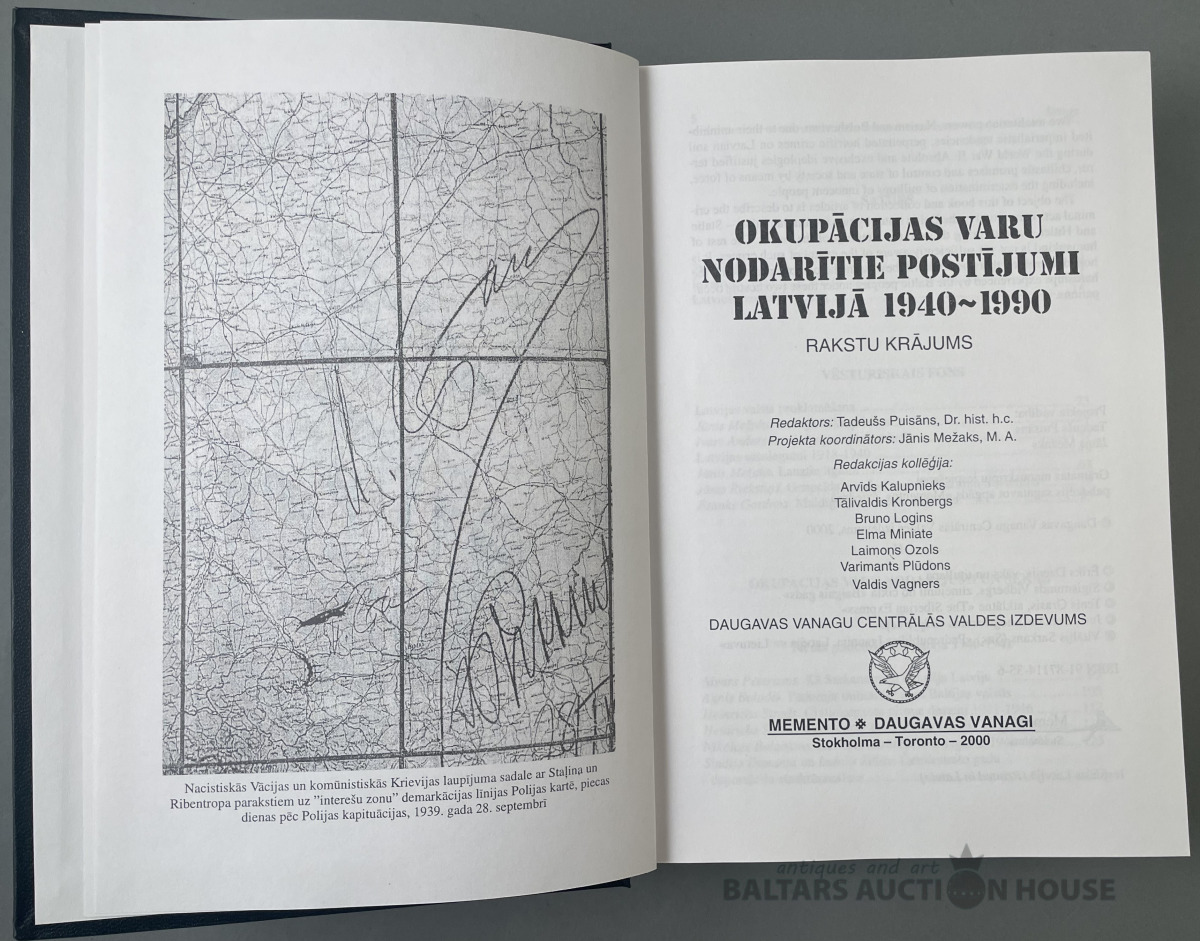 Nacistiskās Vācijas un komūnistiskās Krievijas laupījuma sadale ar Staļina un
Ribentropa parakstiem uz ”interešu zonu” demarkācijas līnijas Polijas kartē, piecas
dienas pēc Polijas kapituācijas, 1939. gada 28. septembrī
OKUPĀCIJAS VARU
NODARĪTIE POSTĪJUMI
LATVIJĀ 1940~1990
RAKSTU KRĀJUMS
Redaktors: Tadeušs Puisāns, Dr. hist. h.c.
Projekta koordinātors: Jānis Mežaks, M. A.
Redakcijas kollēģija:
Arvīds Kalupnieks
Tālivaldis Kronbergs
Bruno Logins
Elma Miniate
Laimoņs Ozols
Varimants Plūdons
Valdis Vagners
DAUGAVAS VANAGU CENTRĀLĀS VALDES IZDEVUMS
MEMENTO ✽ DAUGAVAS VANAGI
Stokholma – Toronto – 2000
antiques and art
BALTARS AUCTION HOUSE